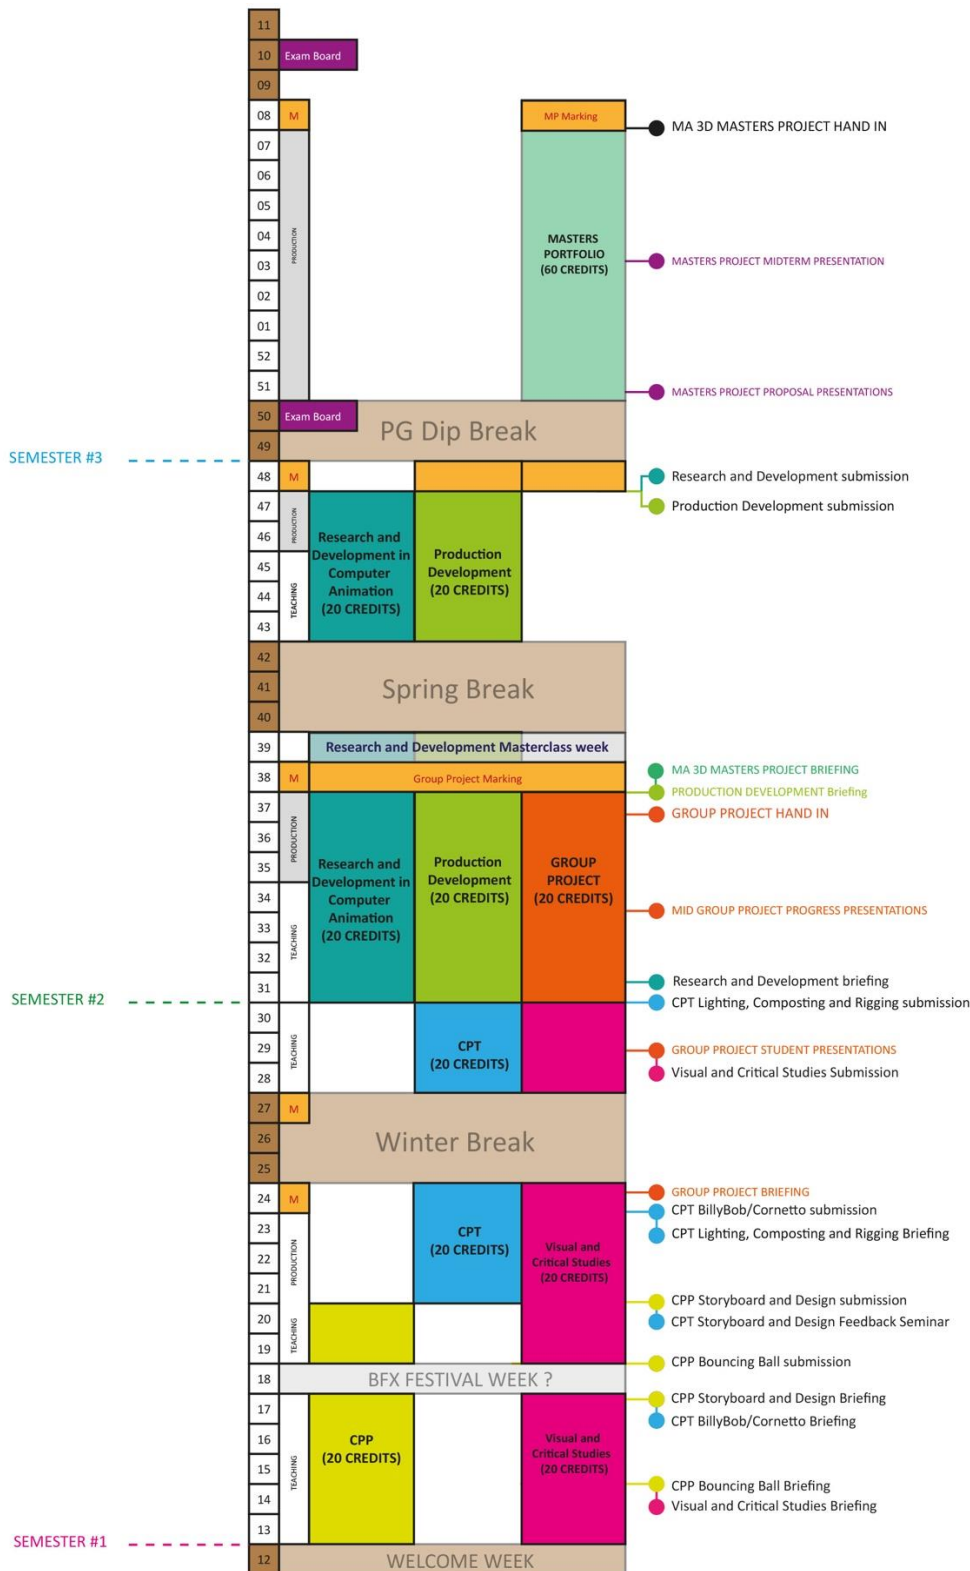 11
10 Exam Board
09
08 M MP Marking
MA 3D MASTERS PROJECT HAND IN
07
06
05
04
PRODUCTION
MASTERS
PORTFOLIO
(60 CREDITS)
03
MASTERS PROJECT MIDTERM PRESENTATION
02
01
52
51
MASTERS PROJECT PROPOSAL PRESENTATIONS
50 Exam Board
PG Dip Break
49
SEMESTER #3
48 M
Research and Development submission
47
Production Development submission
PRODUCTION
46
Research and
Development in
Computer
Animation
(20 CREDITS)
Production
Development
(20 CREDITS)
45
TEACHING
44
43
42
41
Spring Break
40
39 Research and Development Masterclass week
38 M Group Project Marking
MA 3D MASTERS PROJECT BRIEFING
PRODUCTION DEVELOPMENT Briefing
37
GROUP PROJECT HAND IN
PRODUCTION
36
35
Research and
Development in
Computer
Animation
(20 CREDITS)
Production
Development
(20 CREDITS)
GROUP
PROJECT
(20 CREDITS)
34
MID GROUP PROJECT PROGRESS PRESENTATIONS
33
TEACHING
32
31
Research and Development briefing
SEMESTER #2
CPT Lighting, Composting and Rigging submission
30
29
TEACHING
CPT
(20 CREDITS)
GROUP PROJECT STUDENT PRESENTATIONS
28
Visual and Critical Studies Submission
27 M
26
Winter Break
25
24 M
GROUP PROJECT BRIEFING
CPT BillyBob/Cornetto submission
23
CPT Lighting, Composting and Rigging Briefing
PRODUCTION
22
CPT
(20 CREDITS)
Visual and
Critical Studies
(20 CREDITS)
21
CPP Storyboard and Design submission
20
CPT Storyboard and Design Feedback Seminar
TEACHING
19
CPP Bouncing Ball submission
18 BFX FESTIVAL WEEK ?
17
CPP Storyboard and Design Briefing
CPT BillyBob/Cornetto Briefing
16
CPP
(20 CREDITS)
Visual and
Critical Studies
(20 CREDITS)
15
TEACHING
CPP Bouncing Ball Briefing
14
Visual and Critical Studies Briefing
13
SEMESTER #1
12 WELCOME WEEK